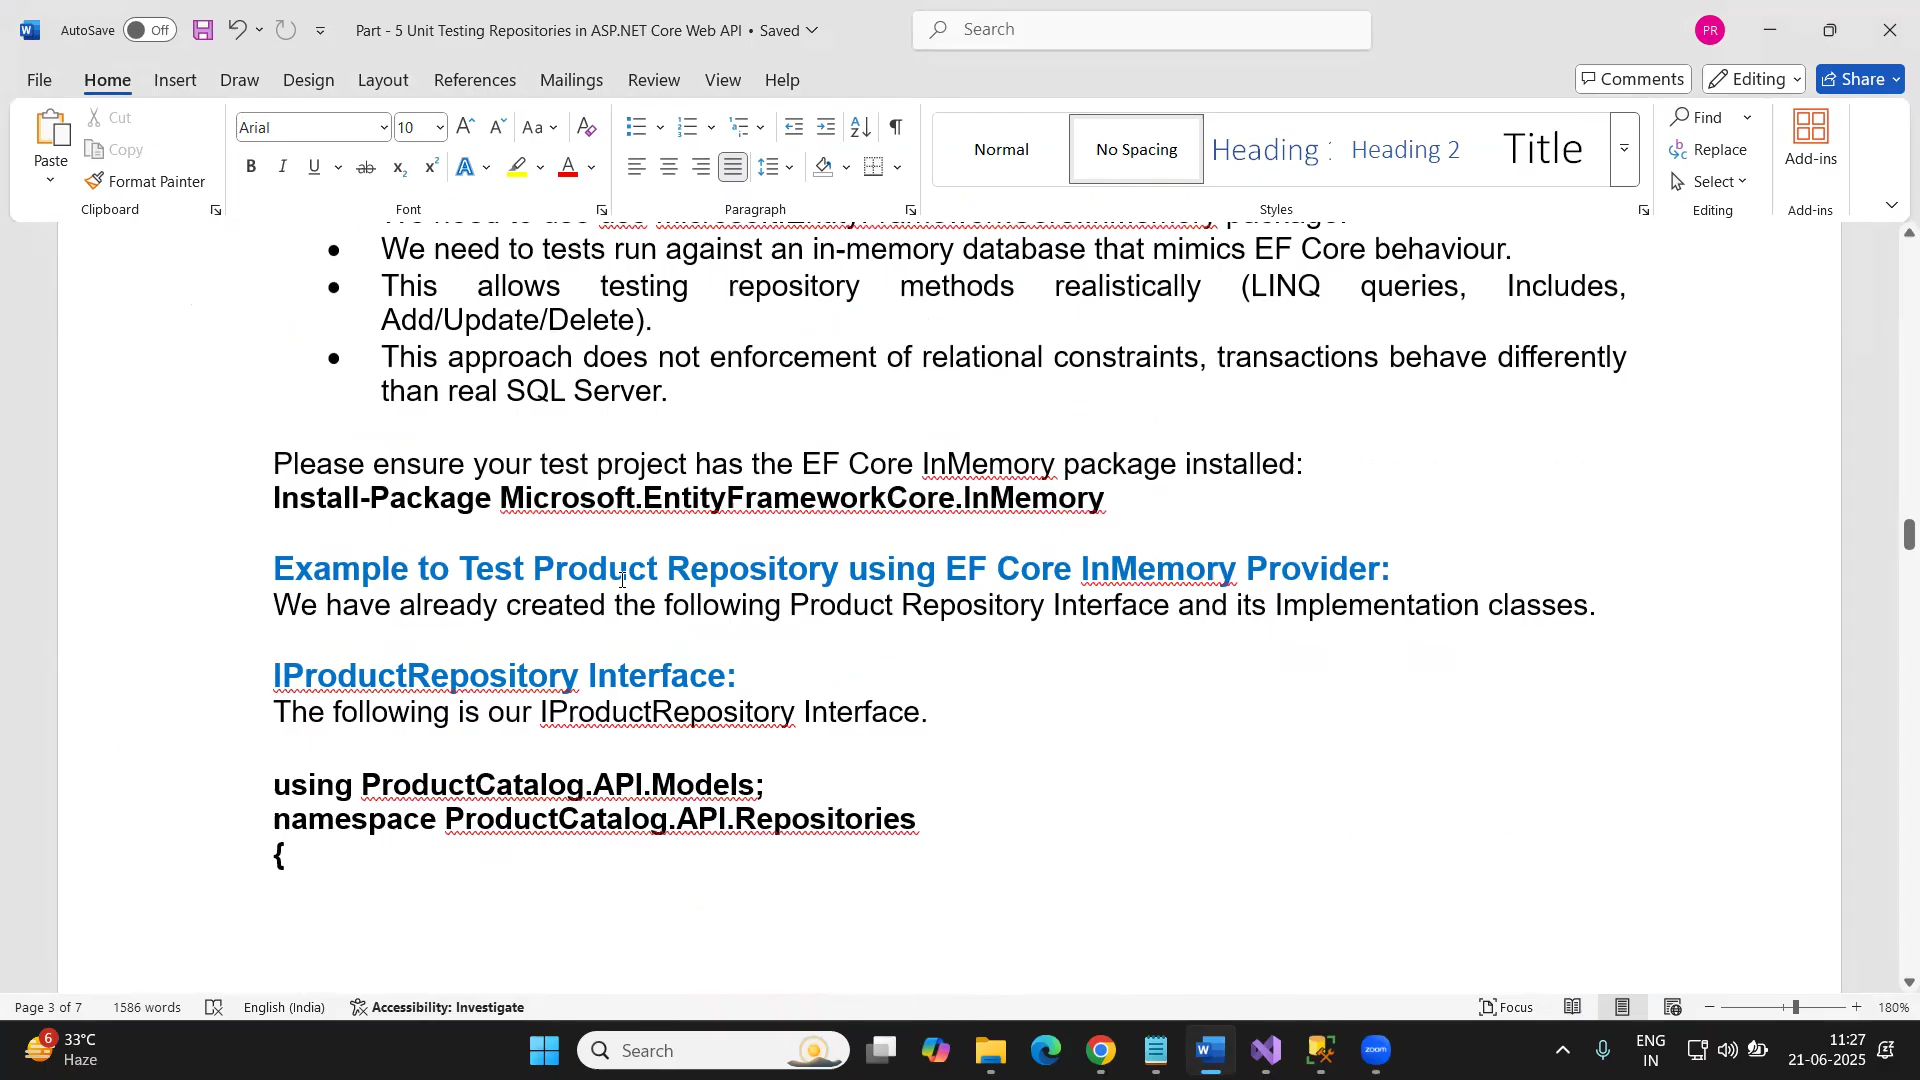 AutoSave Off Part - 5 Unit Testing Repositories in ASP.NET Core Web API • Saved Search PR
File Home Insert Draw Design Layout References Mailings Review View Help Comments Editing Share
Paste Cut Copy Format Painter Clipboard
Arial 10 Aa Font
Paragraph
Normal No Spacing Heading Heading 2 Title Styles
Find Replace Select Editing
Add-ins Add-ins
• We need to tests run against an in-memory database that mimics EF Core behaviour.
• This allows testing repository methods realistically (LINQ queries, Includes,
Add/Update/Delete).
• This approach does not enforcement of relational constraints, transactions behave differently
than real SQL Server.
Please ensure your test project has the EF Core InMemory package installed:
Install-Package Microsoft.EntityFrameworkCore.InMemory
Example to Test Product Repository using EF Core InMemory Provider:
We have already created the following Product Repository Interface and its Implementation classes.
IProductRepository Interface:
The following is our IProductRepository Interface.
using ProductCatalog.API.Models;
namespace ProductCatalog.API.Repositories
{
Page 3 of 7 1586 words English (India) Accessibility: Investigate Focus 180%
6 33°C Haze Search zoom ENG IN 11:27 21-06-2025